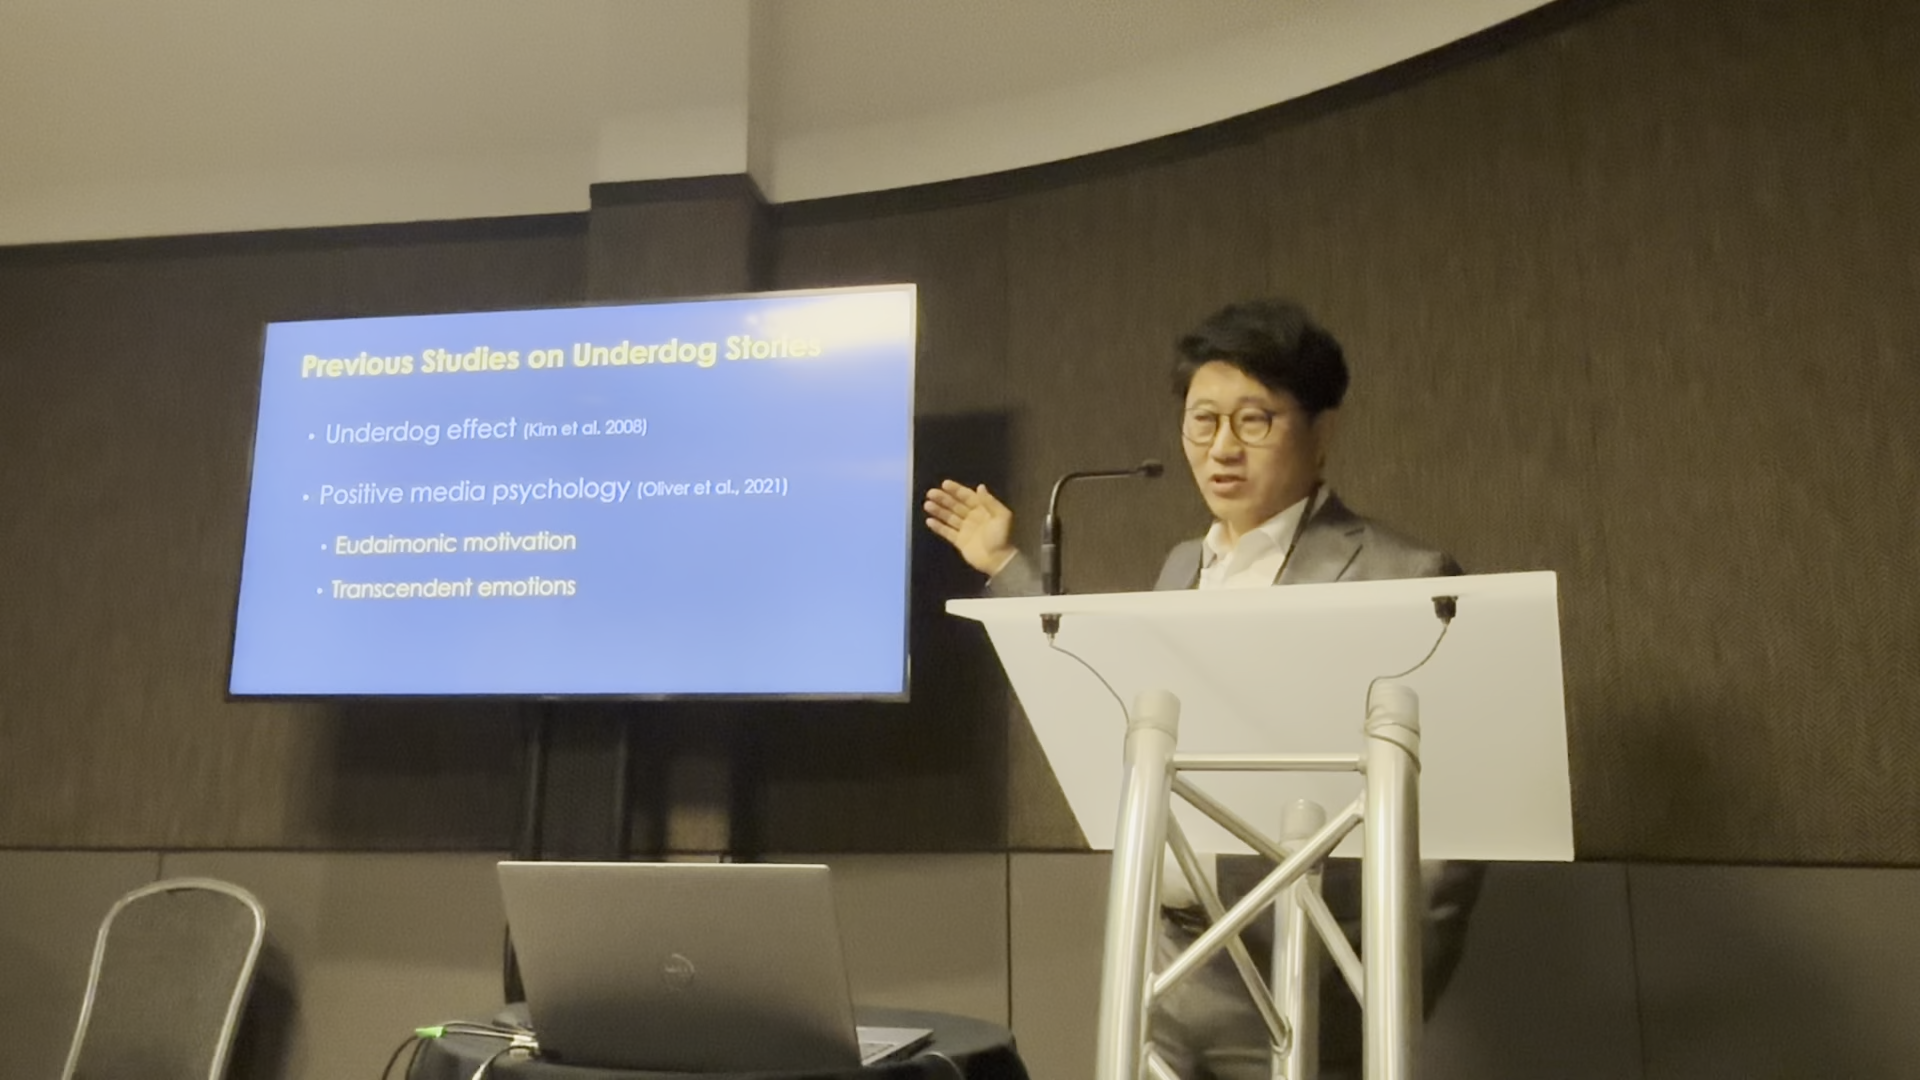 Previous Studies on Underdog Stories
• Underdog effect (Kim et al. 2008)
• Positive media psychology (Oliver et al., 2021)
• Eudaimonic motivation
• Transcendent emotions
DELL